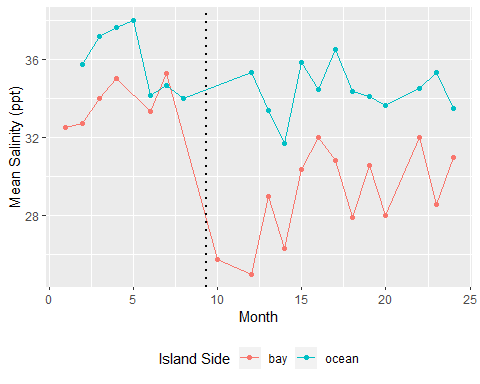 Mean Salinity (ppt)
36
32
28
0 5 10 15 20 25
Month
Island Side bay ocean